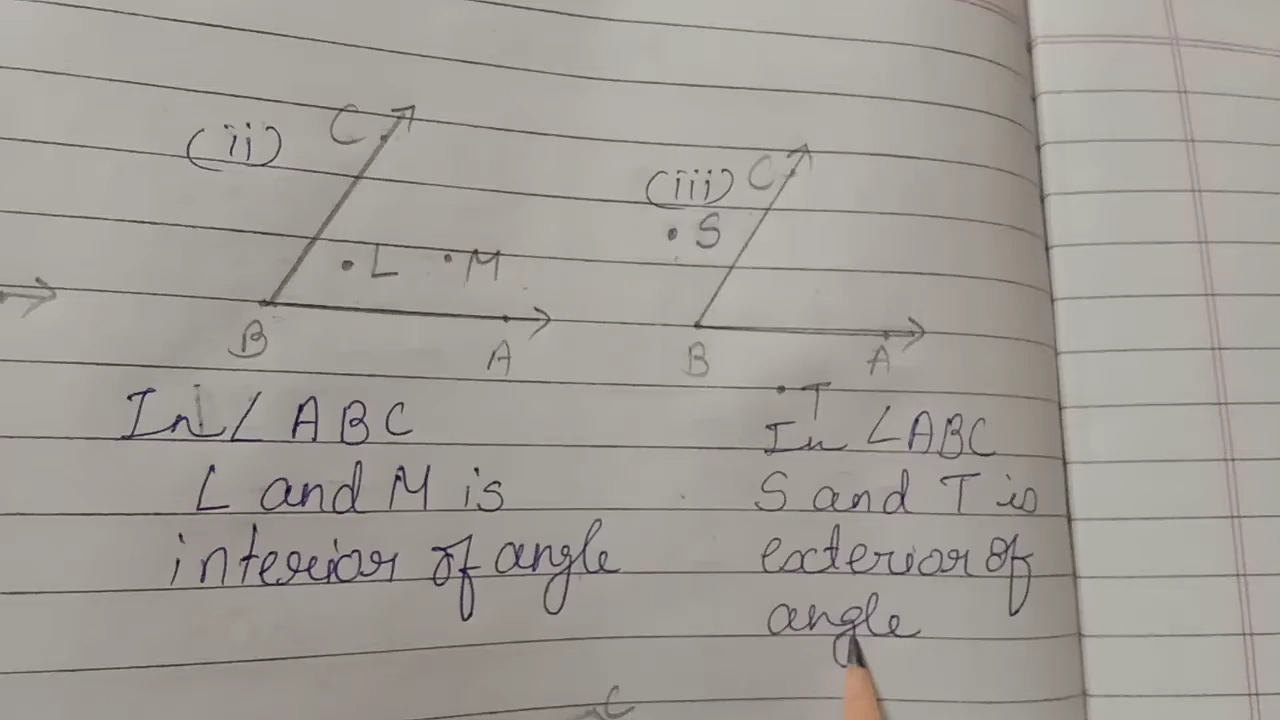 (ii)
C
L
M
B
A
In ∠ABC
L and M is
interior of angle
(iii)
C
S
B
A
T
In ∠ABC
S and T is
exterior of
angle
C